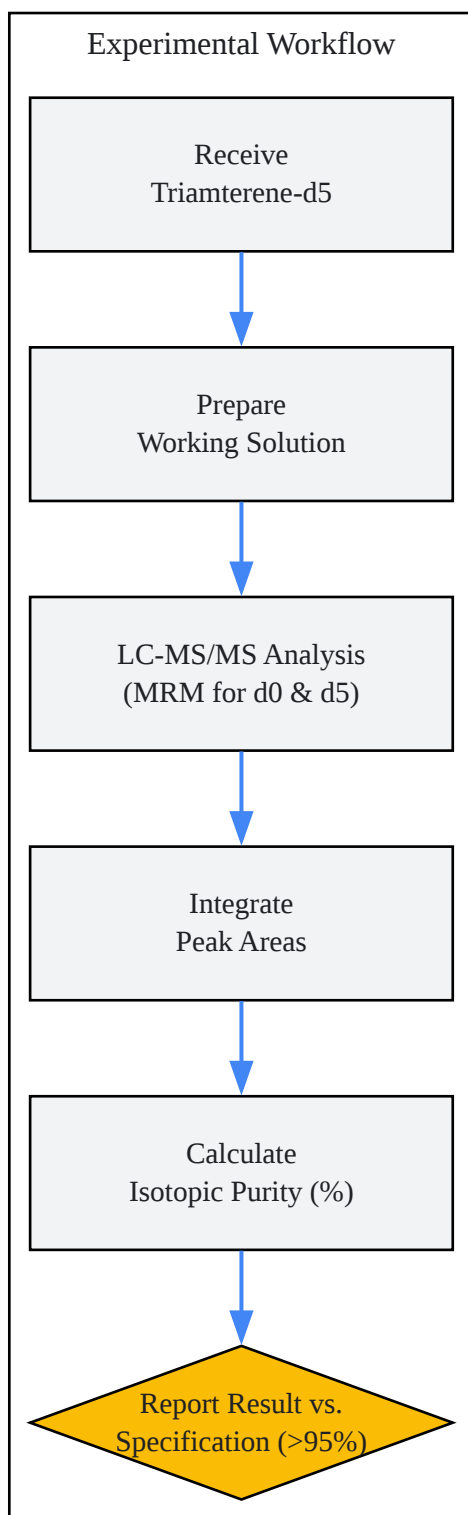 Experimental Workflow
Receive
Triamterene-d5
Prepare
Working Solution
LC-MS/MS Analysis
(MRM for d0 & d5)
Integrate
Peak Areas
Calculate
Isotopic Purity (%)
Report Result vs.
Specification (>95%)